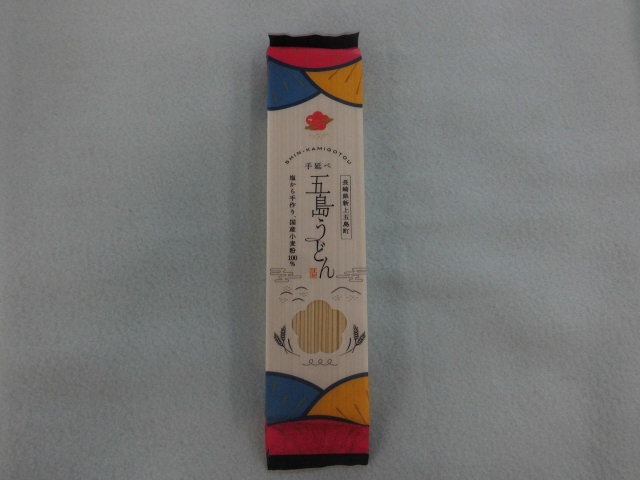 SHIN-KAMIGOTOU
手延べ
長崎県新上五島町
五島うどん
塩から手作り、国産小麦粉100%